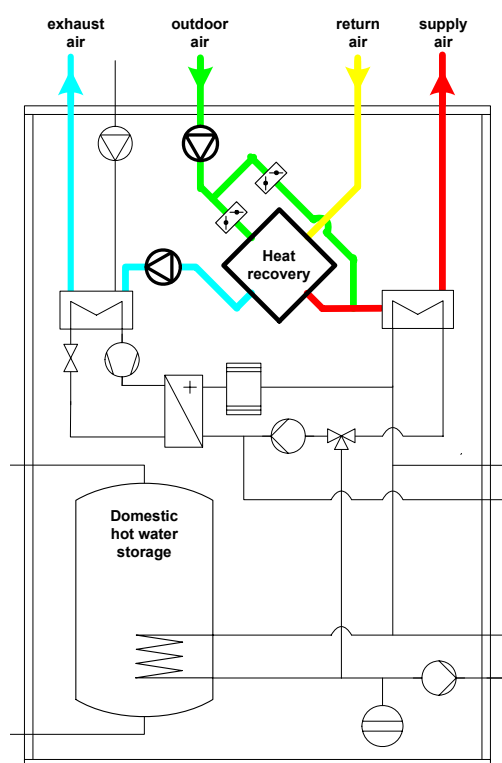 exhaust
air
outdoor
air
return
air
supply
air
Heat
recovery
+
Domestic
hot water
storage